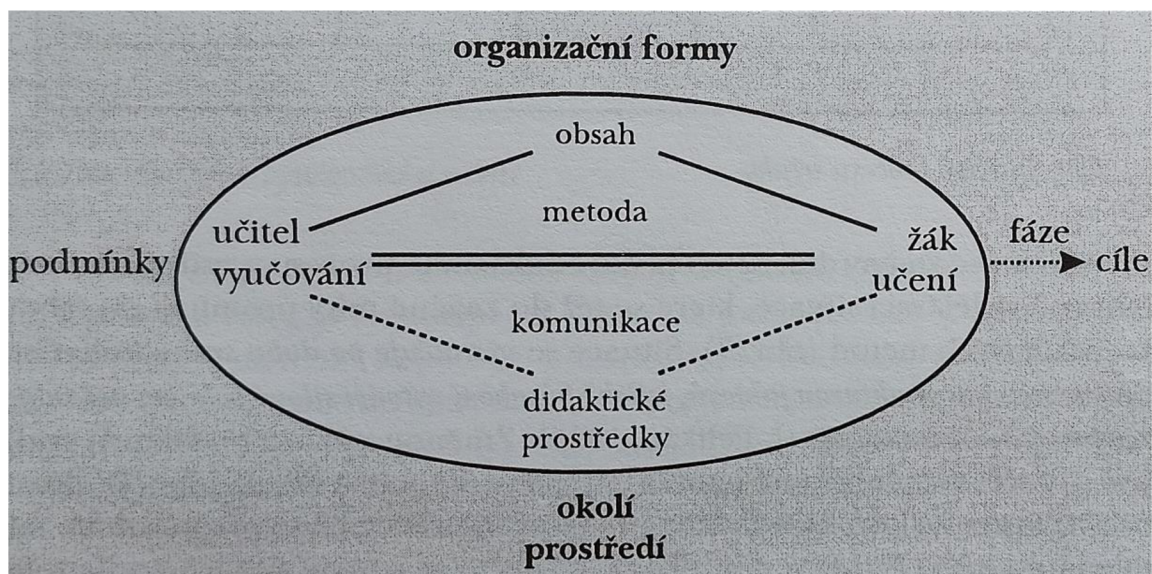 organizační formy
obsah
metoda
učitel
vyučování
žák
učení
podmínky
fáze
cíle
komunikace
didaktické
prostředky
okolí
prostředí